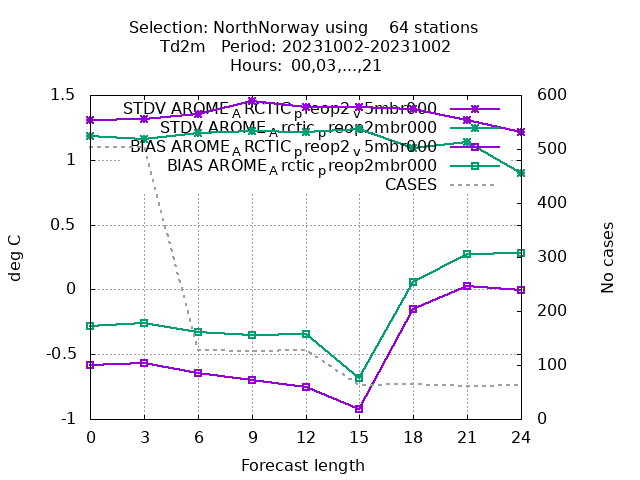 Selection: NorthNorway using 64 stations
Td2m Period: 20231002-20231002
Hours: 00,03,...,21
STDV AROME_ARCTIC_preop2_v5mbr000
STDV AROME_Arctic_preop2mbr000
BIAS AROME_ARCTIC_preop2_v5mbr000
BIAS AROME_Arctic_preop2mbr000
CASES
1.5
1
0.5
0
-0.5
-1
deg C
600
500
400
300
200
100
0
No cases
0 3 6 9 12 15 18 21 24
Forecast length